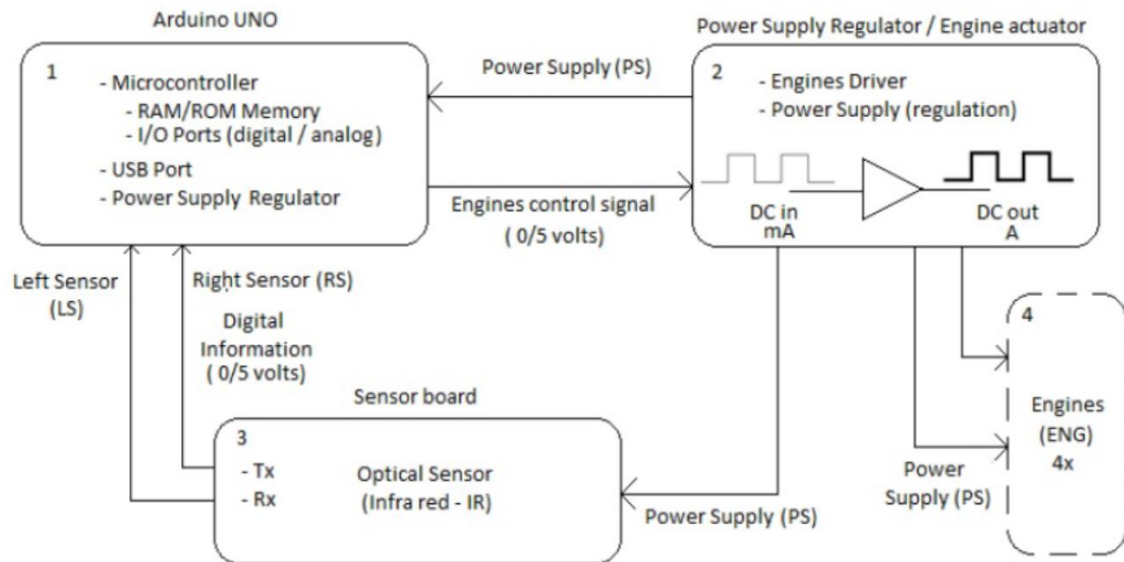 Arduino UNO
1
- Microcontroller
- RAM/ROM Memory
- I/O Ports (digital / analog)
- USB Port
- Power Supply Regulator
Power Supply (PS)
Engines control signal
( 0/5 volts)
Power Supply Regulator / Engine actuator
2
- Engines Driver
- Power Supply (regulation)
DC in
mA
DC out
A
Left Sensor
(LS)
Right Sensor (RS)
Digital
Information
( 0/5 volts)
Sensor board
3
- Tx
- Rx
Optical Sensor
(Infra red - IR)
Power Supply (PS)
Power
Supply (PS)
4
Engines
(ENG)
4x